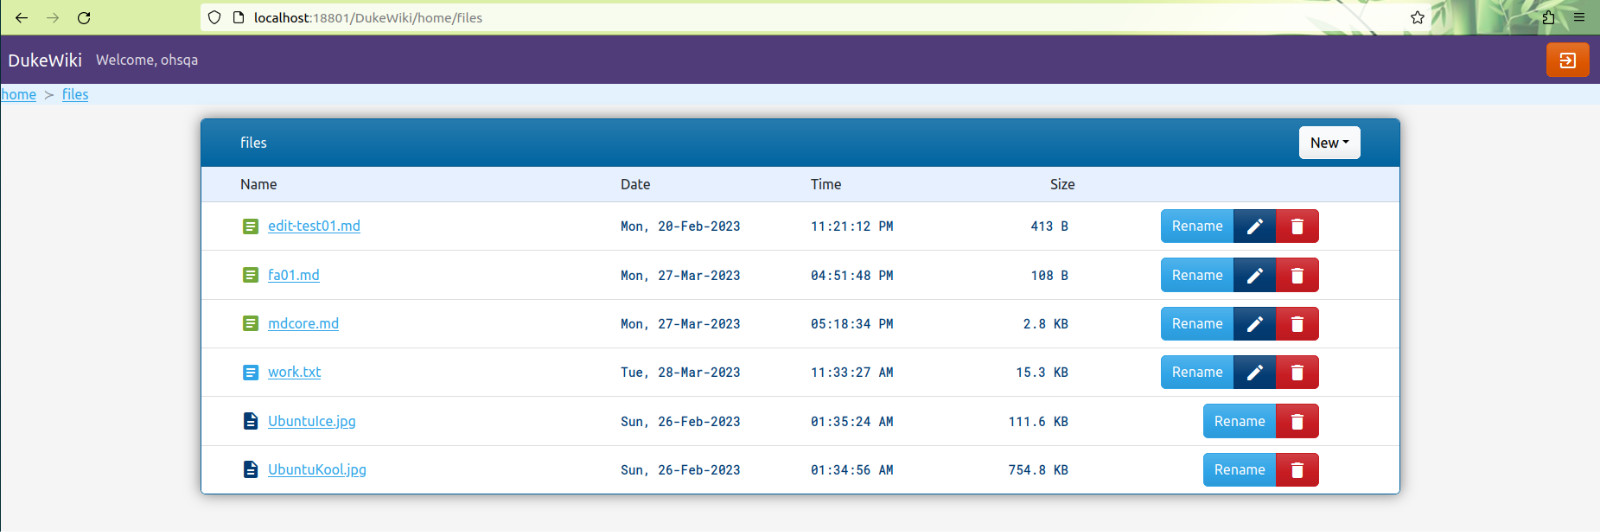 localhost:18801/DukeWiki/home/files
DukeWiki Welcome, ohsqa
home > files
files New
Name Date Time Size
edit-test01.md Mon, 20-Feb-2023 11:21:12 PM 413 B Rename
fa01.md Mon, 27-Mar-2023 04:51:48 PM 108 B Rename
mdcore.md Mon, 27-Mar-2023 05:18:34 PM 2.8 KB Rename
work.txt Tue, 28-Mar-2023 11:33:27 AM 15.3 KB Rename
UbuntuIce.jpg Sun, 26-Feb-2023 01:35:24 AM 111.6 KB Rename
UbuntuKool.jpg Sun, 26-Feb-2023 01:34:56 AM 754.8 KB Rename